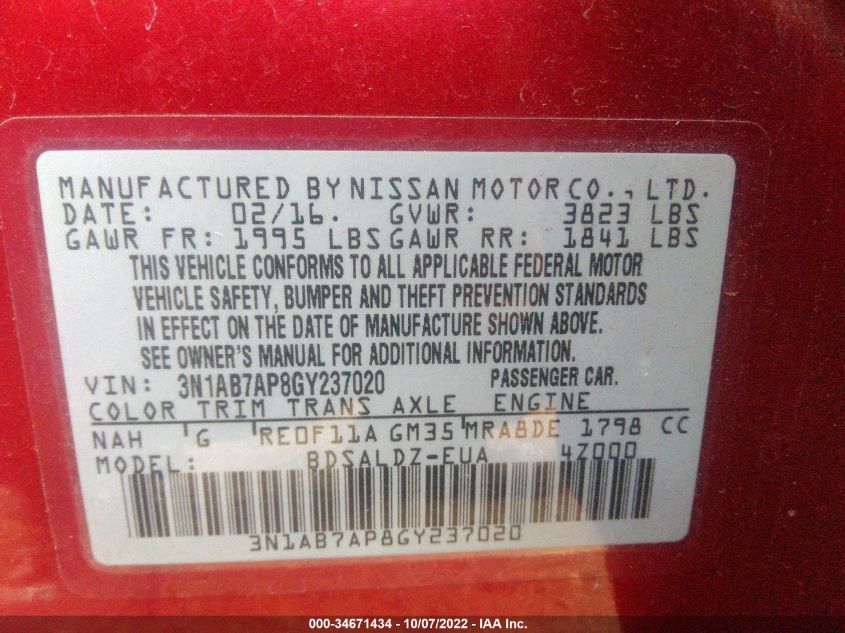 MANUFACTURED BY NISSAN MOTOR CO., LTD.
DATE: 02/16. GVWR: 3823 LBS
GAWR FR: 1995 LBS GAWR RR: 1841 LBS
THIS VEHICLE CONFORMS TO ALL APPLICABLE FEDERAL MOTOR
VEHICLE SAFETY, BUMPER AND THEFT PREVENTION STANDARDS
IN EFFECT ON THE DATE OF MANUFACTURE SHOWN ABOVE.
SEE OWNER'S MANUAL FOR ADDITIONAL INFORMATION.
VIN: 3N1AB7AP8GY237020 PASSENGER CAR.
COLOR TRIM TRANS AXLE ENGINE
NAH G RE0F11A GM35 MRA8DE 1798 CC
MODEL: BDSALDZ-EUA 4Z000
3N1AB7AP8GY237020
000-34671434 - 10/07/2022 - IAA Inc.